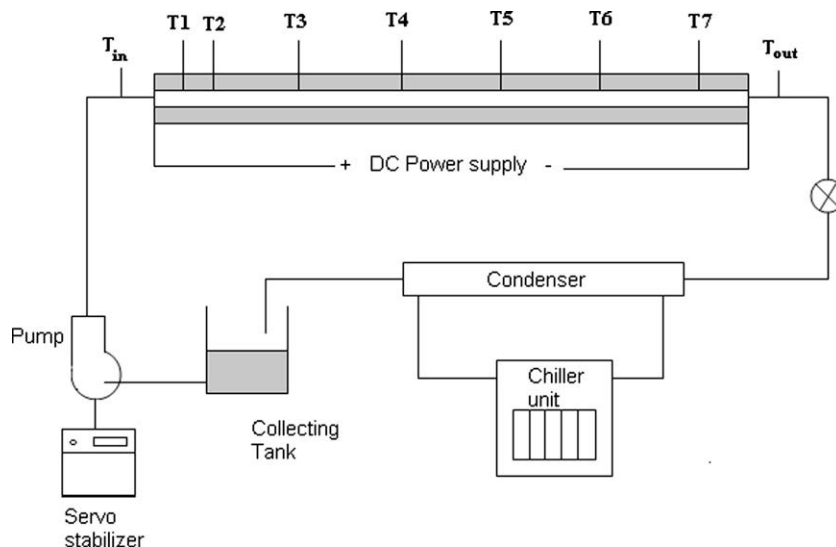 T1 T2 T3 T4 T5 T6 T7
Tin Tout
+ DC Power supply -
Condenser
Pump
Chiller
unit
Collecting
Tank
Servo
stabilizer